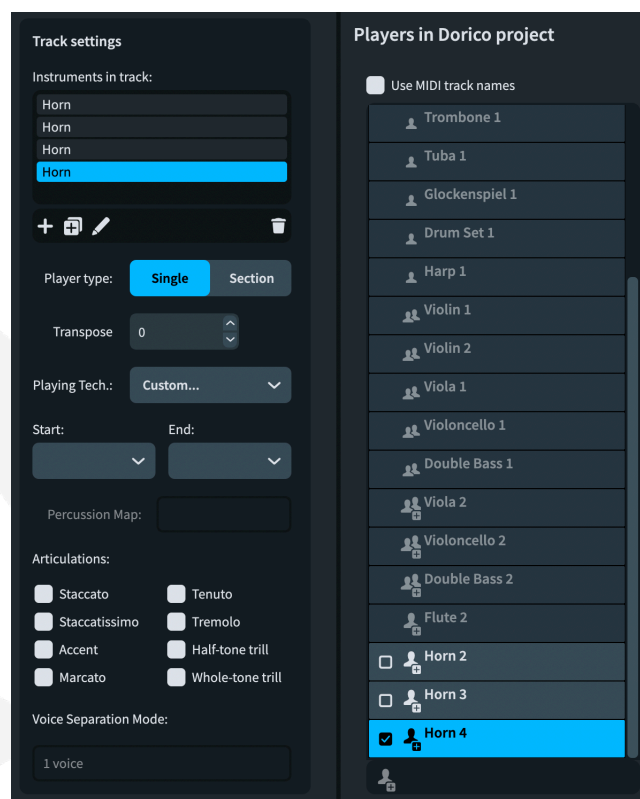 Track settings
Instruments in track:
Horn
Horn
Horn
Horn
Player type:
Single
Section
Transpose
0
Playing Tech.:
Custom...
Start:
End:
Percussion Map:
Articulations:
Staccato
Tenuto
Staccatissimo
Tremolo
Accent
Half-tone trill
Marcato
Whole-tone trill
Voice Separation Mode:
1 voice
Players in Dorico project
Use MIDI track names
Trombone 1
Tuba 1
Glockenspiel 1
Drum Set 1
Harp 1
Violin 1
Violin 2
Viola 1
Violoncello 1
Double Bass 1
Viola 2
Violoncello 2
Double Bass 2
Flute 2
Horn 2
Horn 3
Horn 4